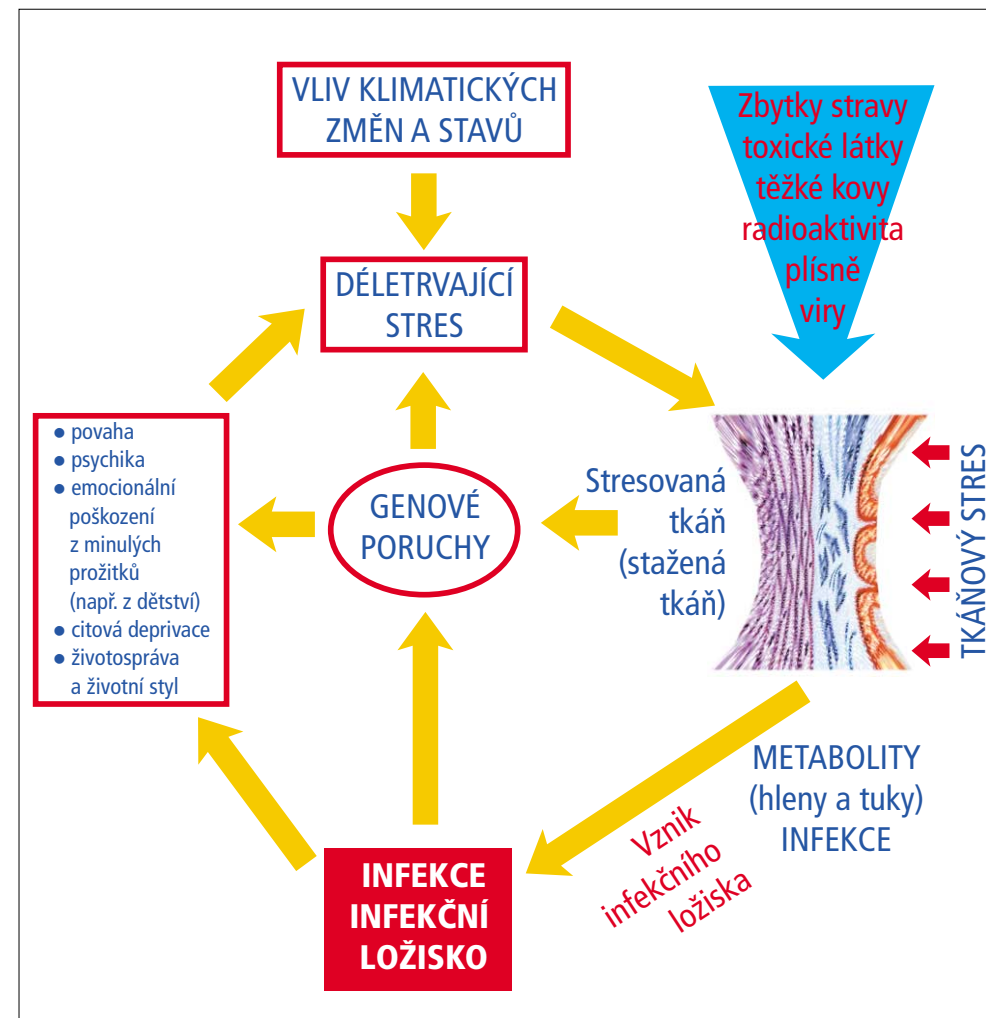 VLIV KLIMATICKÝCH
ZMĚN A STAVŮ
Zbytky stravy
toxické látky
těžké kovy
radioaktivita
plísně
viry
DÉLETRVAJÍCÍ
STRES
● povaha
● psychika
● emocionální
poškození
z minulých
prožitků
(např. z dětství)
● citová deprivace
● životospráva
a životní styl
GENOVÉ
PORUCHY
Stresovaná
tkáň
(stažená
tkáň)
TKÁŇOVÝ STRES
METABOLITY
(hleny a tuky)
INFEKCE
Vznik
infekčního
ložiska
INFEKCE
INFEKČNÍ
LOŽISKO